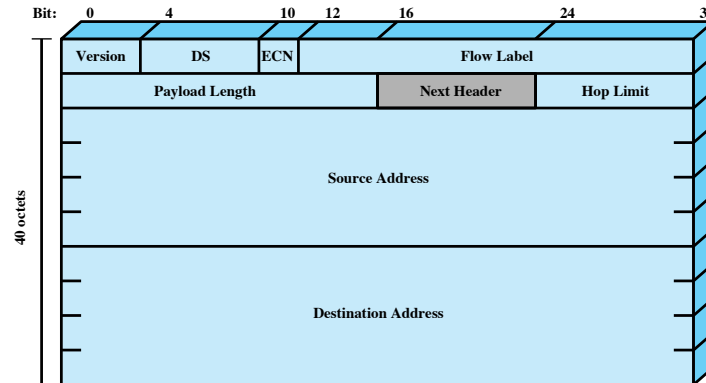 Bit: 0 4 10 12 16 24 3
Version DS ECN Flow Label
Payload Length Next Header Hop Limit
Source Address
40 octets
Destination Address